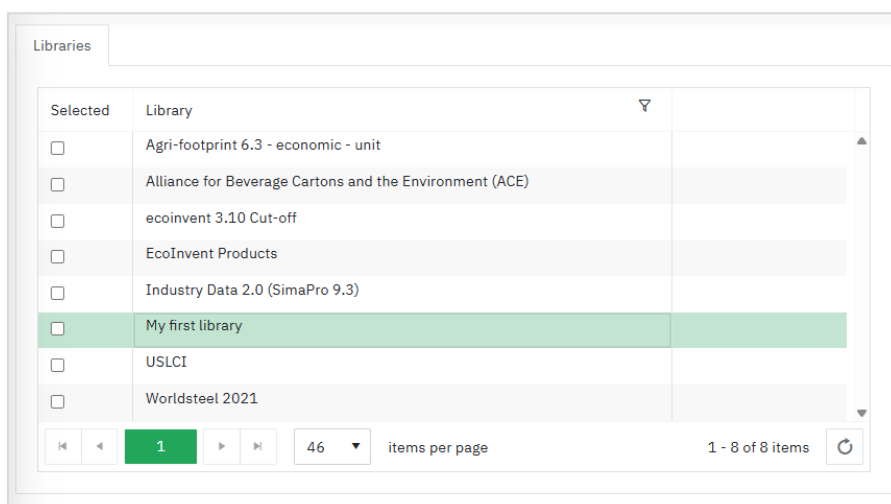 Libraries
Selected Library
Agri-footprint 6.3 - economic - unit
Alliance for Beverage Cartons and the Environment (ACE)
ecoinvent 3.10 Cut-off
EcoInvent Products
Industry Data 2.0 (SimaPro 9.3)
My first library
USLCI
Worldsteel 2021
1 46 items per page 1 - 8 of 8 items